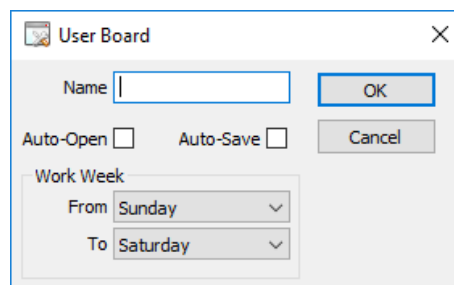 User Board
Name
OK
Auto-Open Auto-Save Cancel
Work Week
From Sunday
To Saturday